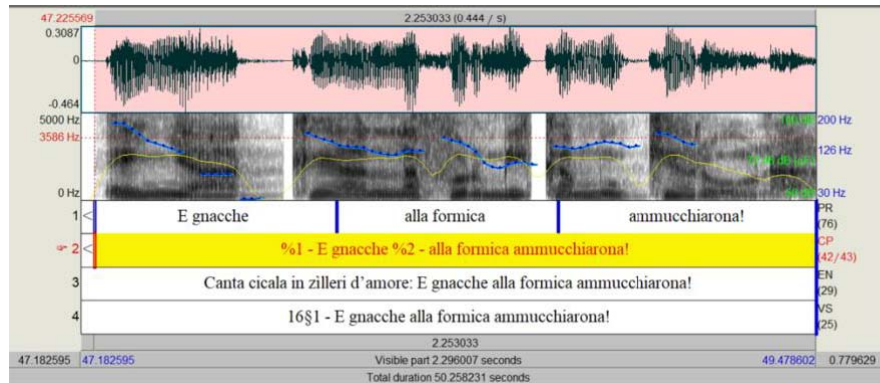 47.225569 2.253033 (0.444 / s)
0.3087
0
-0.464
5000 Hz 200 Hz
3586 Hz
126 Hz
0 Hz 30 Hz
1 E gnacche alla formica ammucchiarona! PR (76)
2 %1 - E gnacche %2 - alla formica ammucchiarona! CP (42/43)
3 Canta cicala in zilleri d’amore: E gnacche alla formica ammucchiarona! EN (29)
4 16§1 - E gnacche alla formica ammucchiarona! VS (25)
2.253033
47.182595 47.182595 Visible part 2.296007 seconds 49.478602 0.779629
Total duration 50.258231 seconds